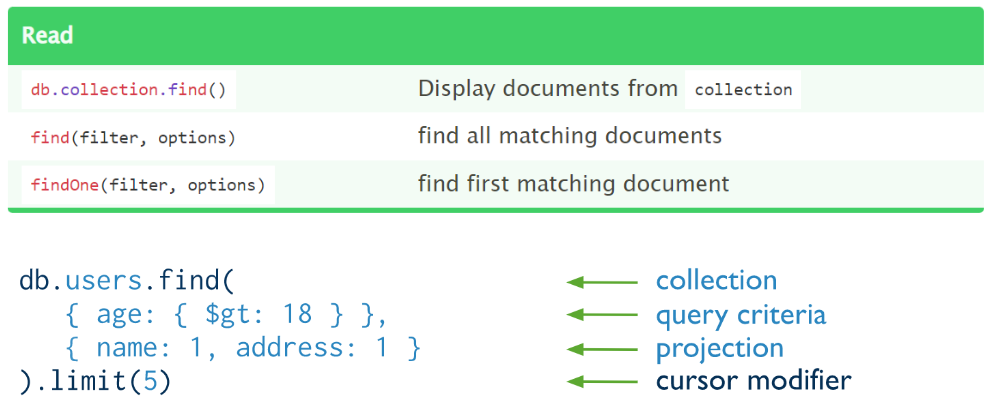 Read
db.collection.find() Display documents from collection
find(filter, options) find all matching documents
findOne(filter, options) find first matching document
db.users.find( collection
{ age: { $gt: 18 } }, query criteria
{ name: 1, address: 1 } projection
).limit(5) cursor modifier